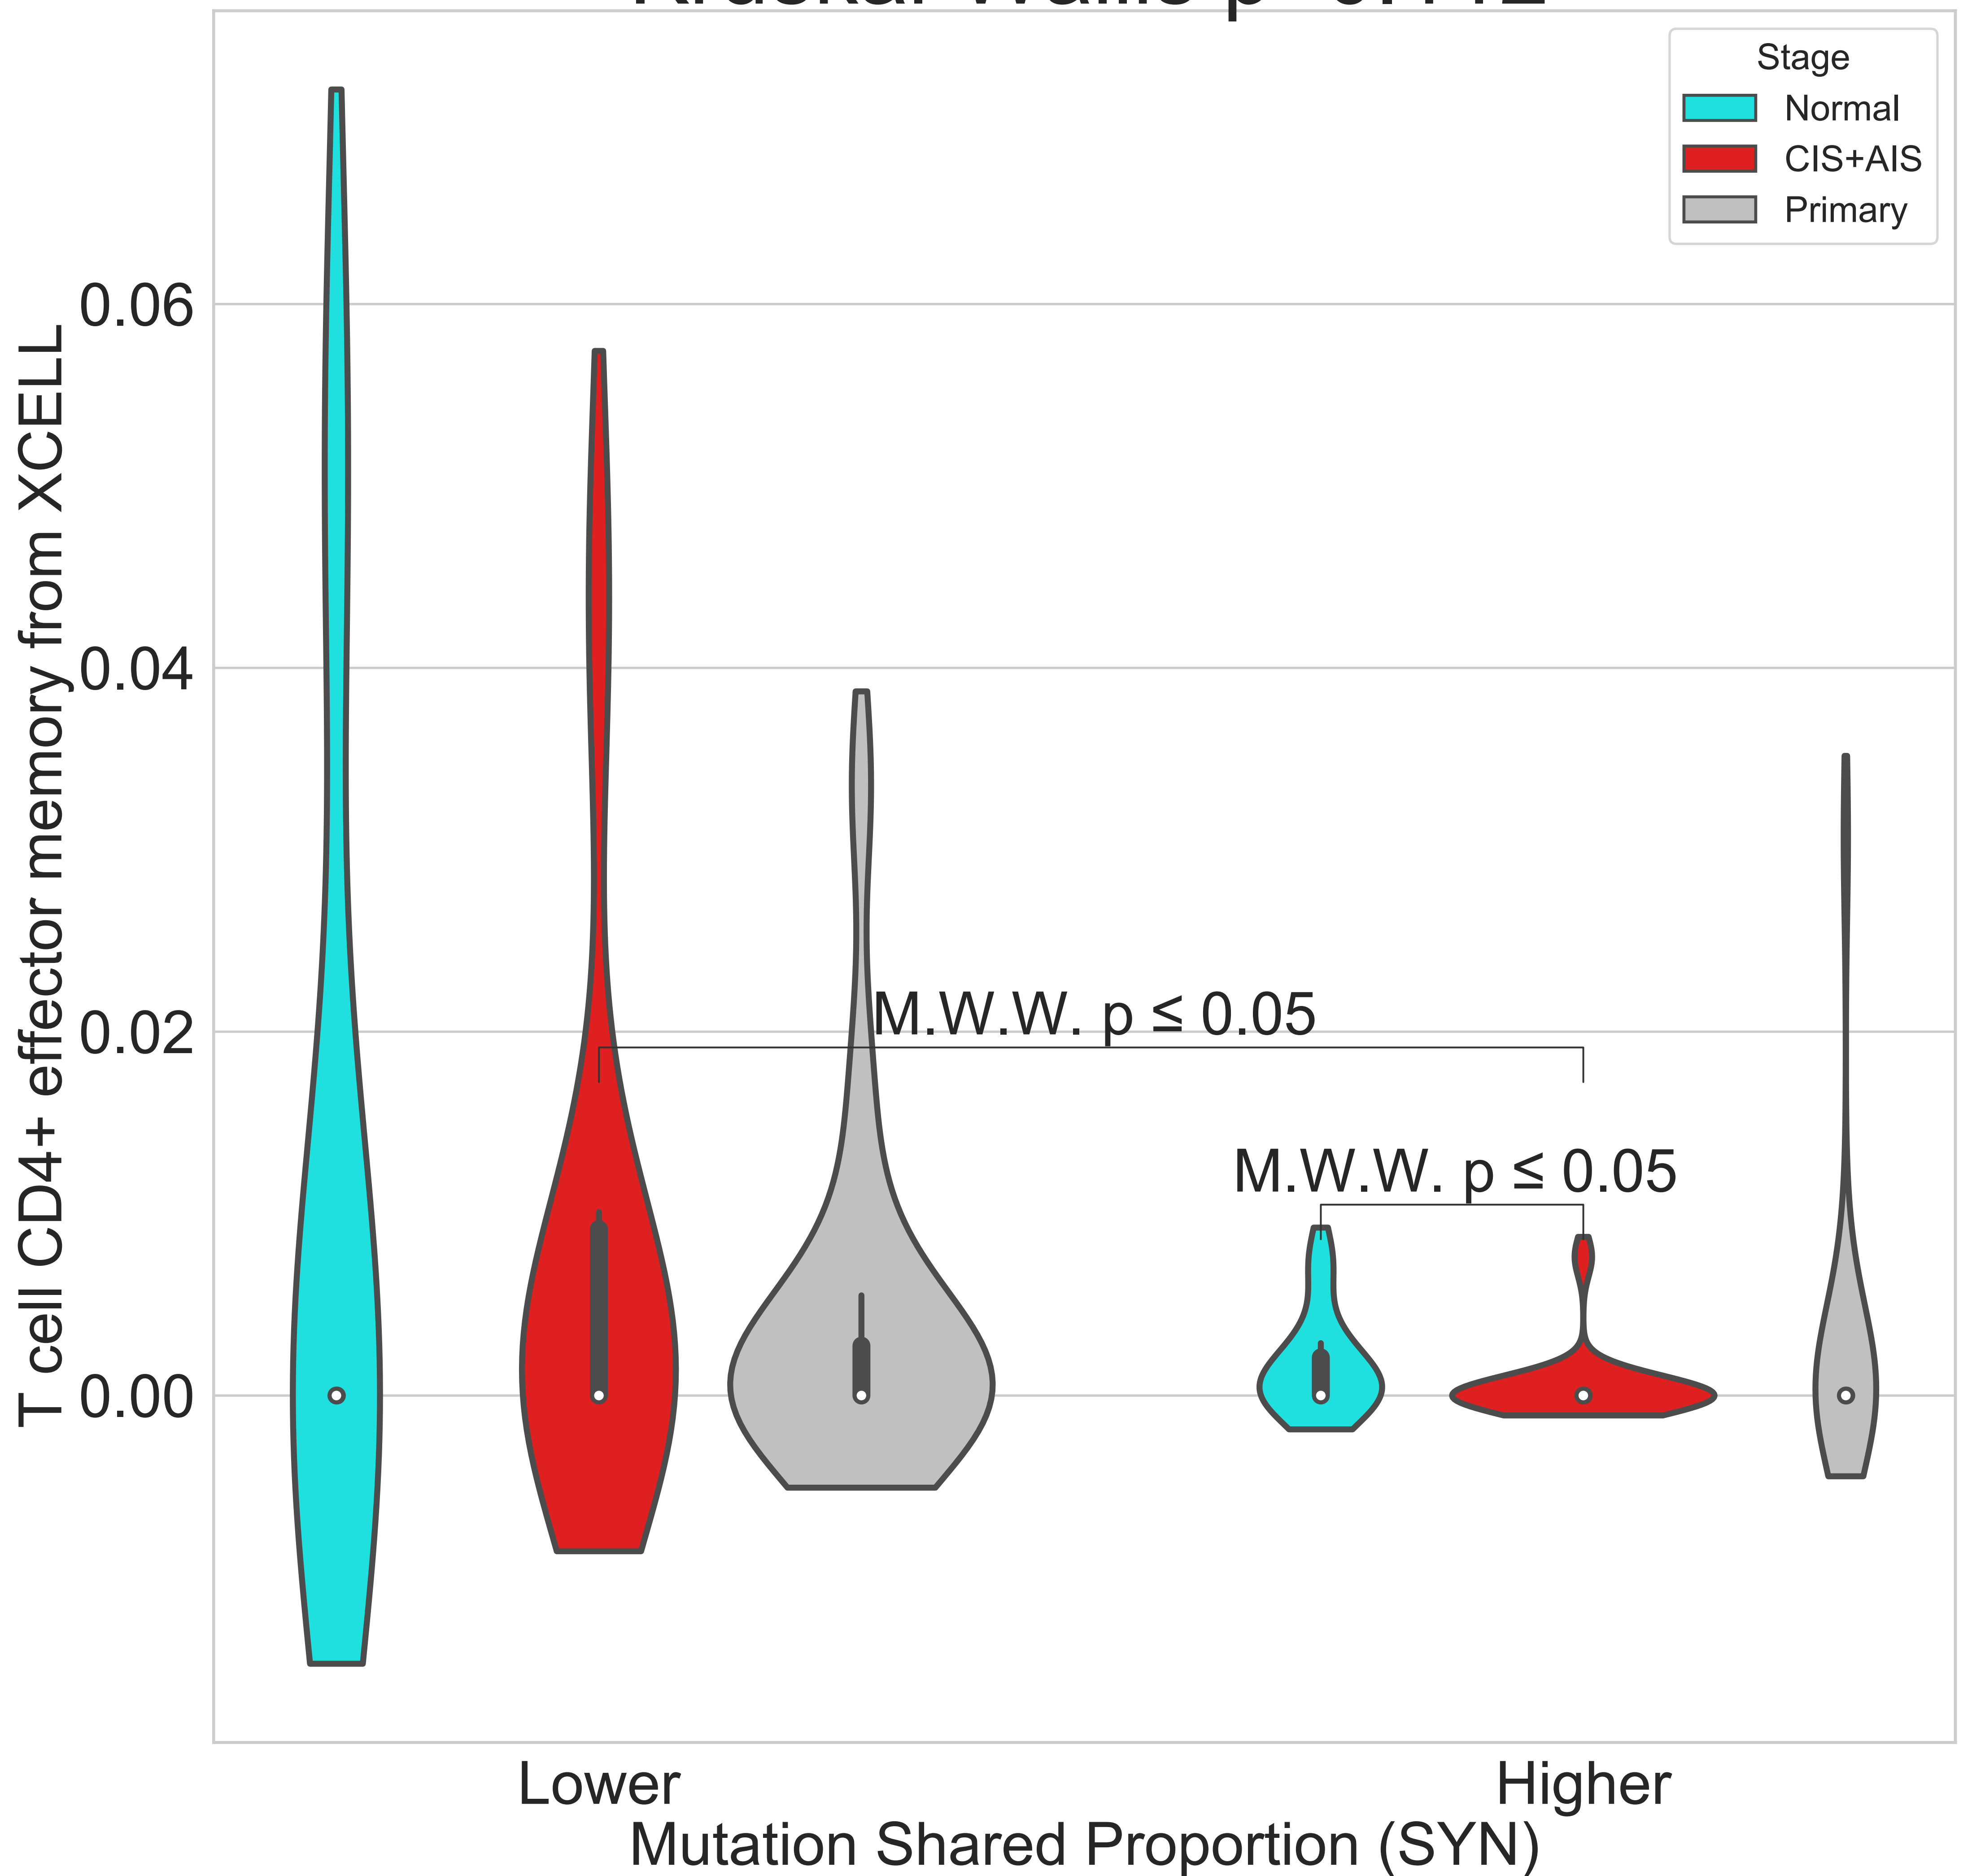 Stage
Normal
CIS+AIS
Primary
T cell CD4+ effector memory from XCELL
0.06
0.04
0.02
0.00
M.W.W. p ≤ 0.05
M.W.W. p ≤ 0.05
Lower
Higher
Mutation Shared Proportion (SYN)